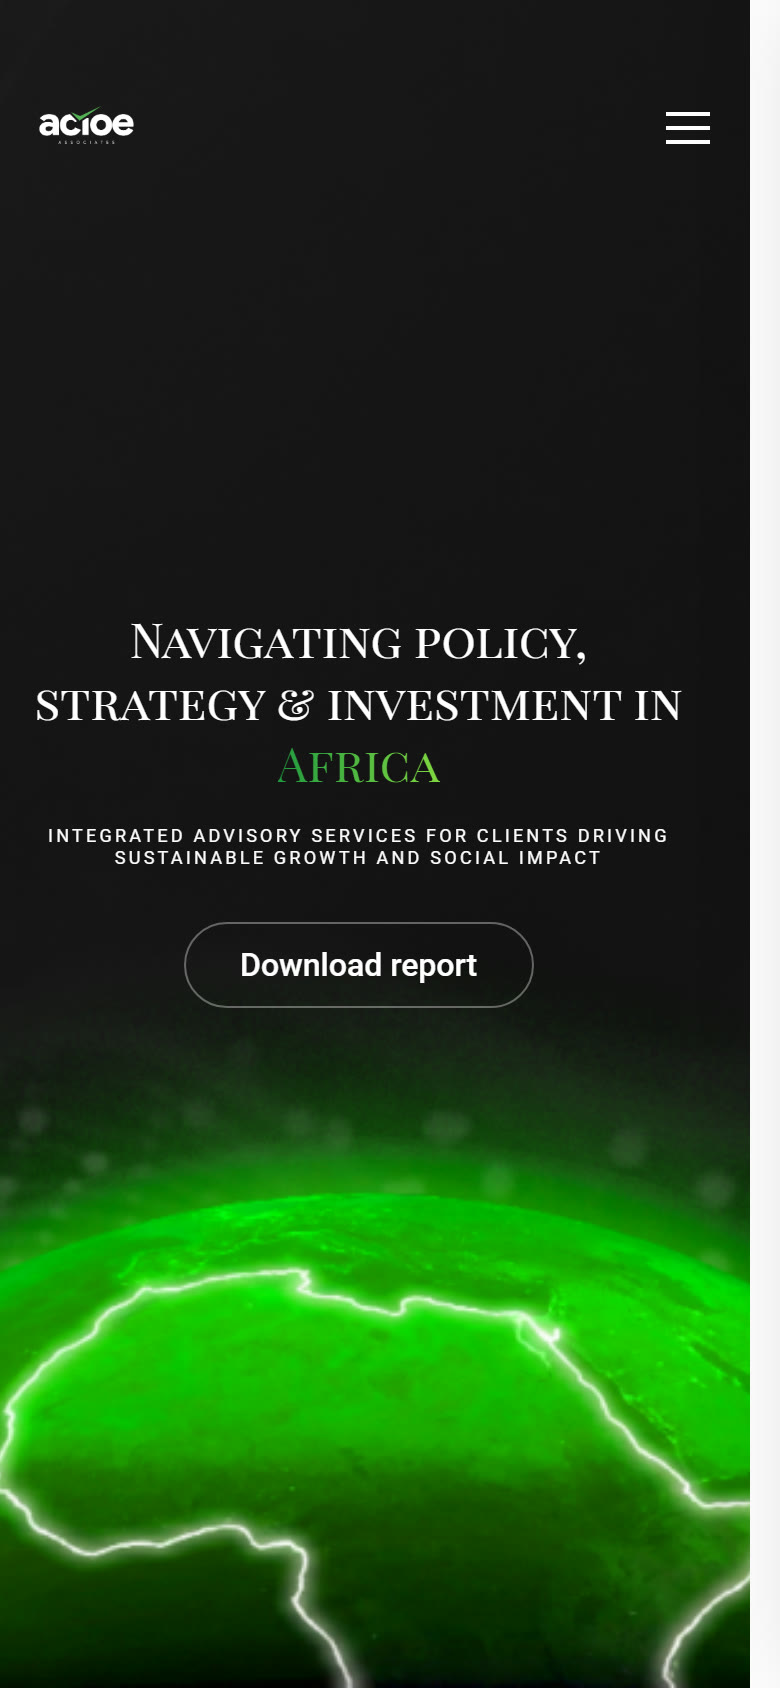 acioe
ASSOCIATES
Navigating policy,
strategy & investment in
Africa
INTEGRATED ADVISORY SERVICES FOR CLIENTS DRIVING
SUSTAINABLE GROWTH AND SOCIAL IMPACT
Download report